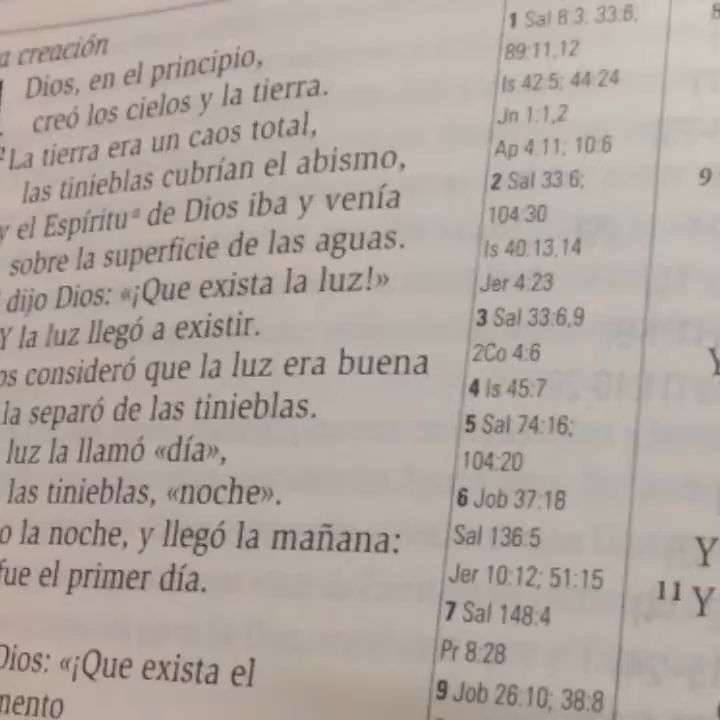 a creación
Dios, en el principio,
creó los cielos y la tierra.
2 La tierra era un caos total,
las tinieblas cubrían el abismo,
y el Espírituª de Dios iba y venía
sobre la superficie de las aguas.
dijo Dios: «¡Que exista la luz!»
Y la luz llegó a existir.
os consideró que la luz era buena
la separó de las tinieblas.
luz la llamó «día»,
las tinieblas, «noche».
o la noche, y llegó la mañana:
fue el primer día.
Dios: «¡Que exista el
mento
1 Sal 8:3, 33:6,
89:11,12
Is 42:5; 44:24
Jn 1:1,2
Ap 4:11; 10:6
2 Sal 33:6;
104:30
Is 40:13,14
Jer 4:23
3 Sal 33:6,9
2Co 4:6
4 Is 45:7
5 Sal 74:16;
104:20
6 Job 37:18
Sal 136:5
Jer 10:12; 51:15
7 Sal 148:4
Pr 8:28
9 Job 26:10; 38:8
9
Y
Y
11 Y